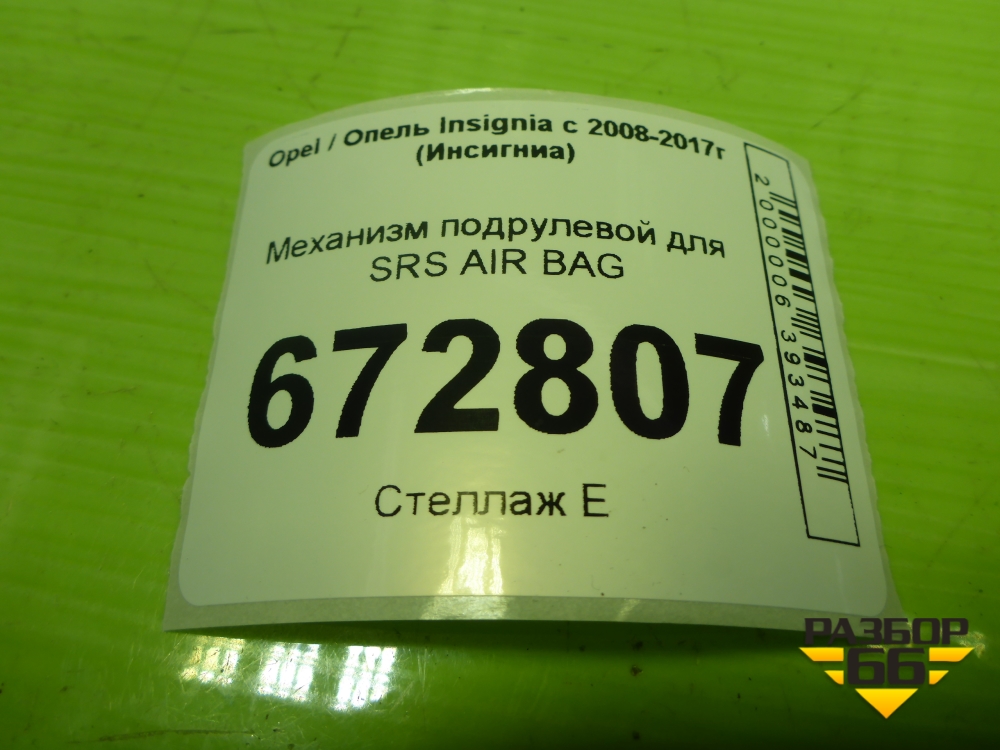 Opel / Опель Insignia с 2008-2017г
(Инсигниа)
Механизм подрулевой для
SRS AIR BAG
672807
Стеллаж E
2000006393487
РАЗБОР
66